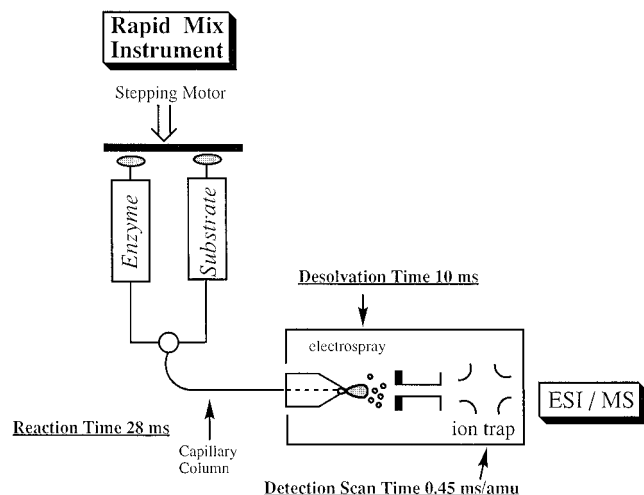 Rapid Mix
Instrument
Stepping Motor
Enzyme
Substrate
Desolvation Time 10 ms
electrospray
ESI / MS
Reaction Time 28 ms
ion trap
Capillary
Column
Detection Scan Time 0.45 ms/amu